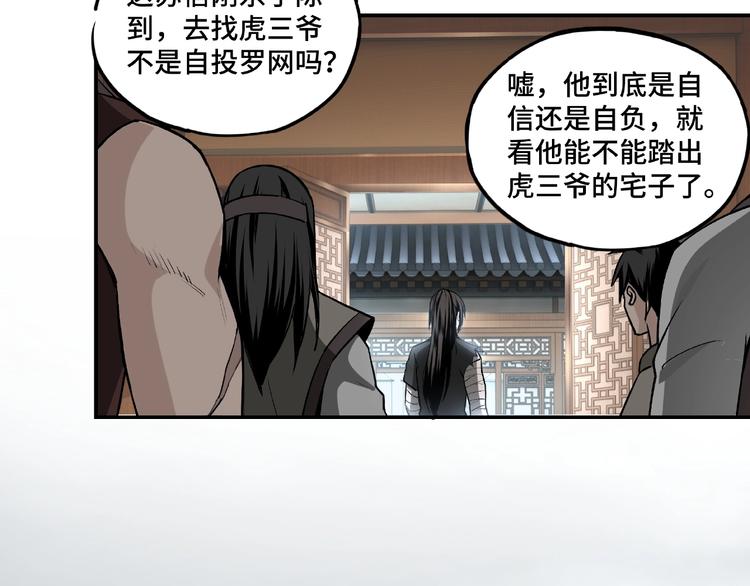 到，去找虎三爷
不是自投罗网吗？
嘘，他到底是自
信还是自负，就
看他能不能踏出
虎三爷的宅子了。